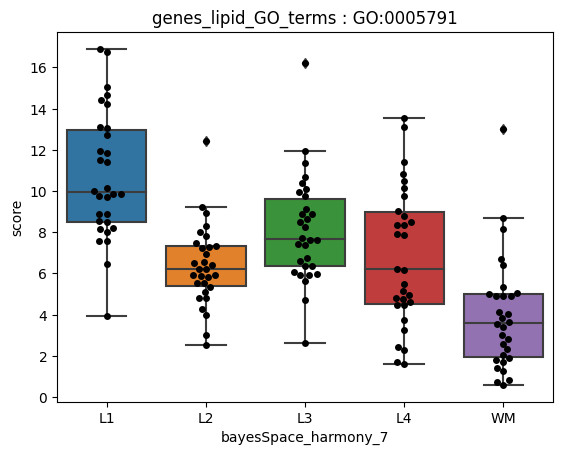 genes_lipid_GO_terms : GO:0005791
score
16
14
12
10
8
6
4
2
0
L1 L2 L3 L4 WM
bayesSpace_harmony_7